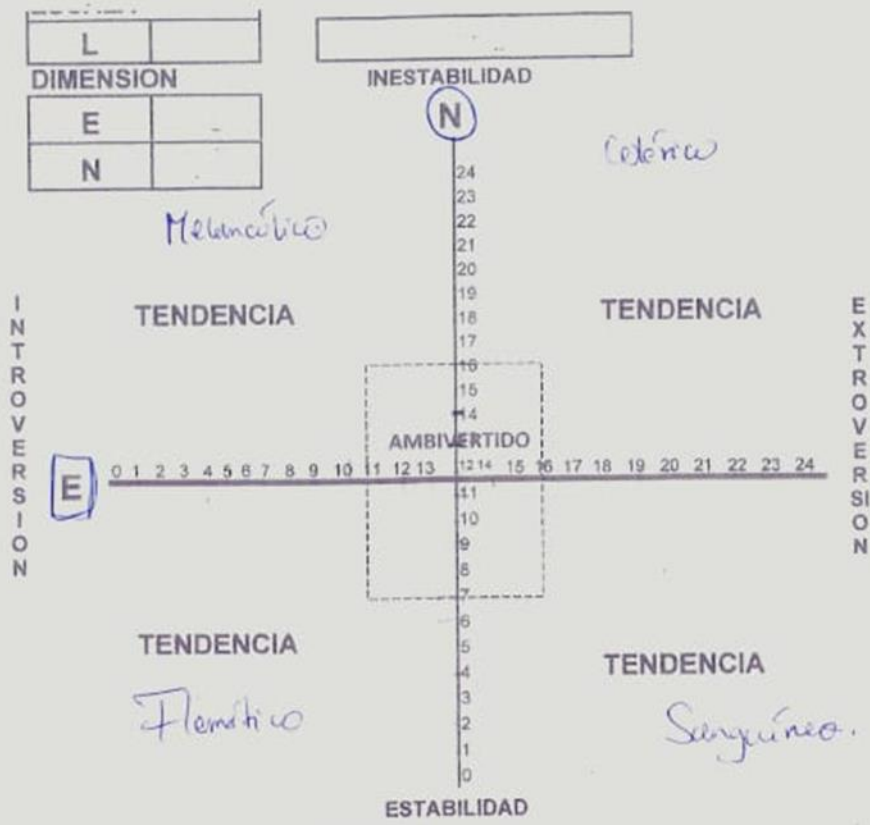 L
DIMENSION
INESTABILIDAD
E
N
N
Colérico
Melancólico
24
23
22
21
20
19
18
17
16
15
14
TENDENCIA
TENDENCIA
INTROVERSION
EXTROVERSION
AMBIVERTIDO
E
0 1 2 3 4 5 6 7 8 9 10 11 12 13 12 14 15 16 17 18 19 20 21 22 23 24
11
10
9
8
7
6
5
4
3
2
1
0
TENDENCIA
TENDENCIA
Flemático
Sanguíneo.
ESTABILIDAD